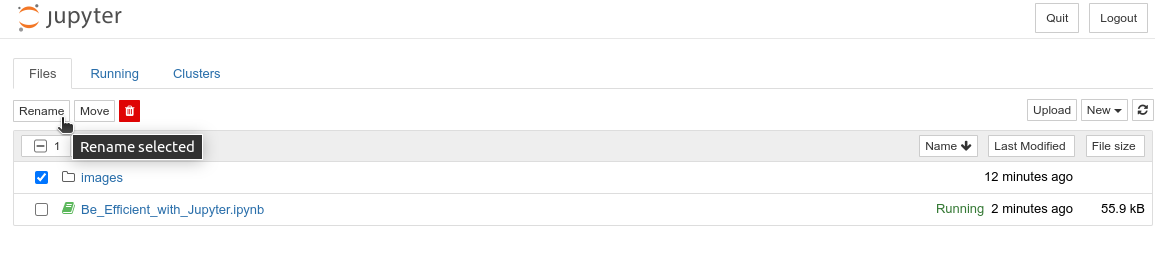 jupyter
Quit Logout
Files Running Clusters
Rename Move Upload New
1 Rename selected Name Last Modified File size
images 12 minutes ago
Be_Efficient_with_Jupyter.ipynb Running 2 minutes ago 55.9 kB